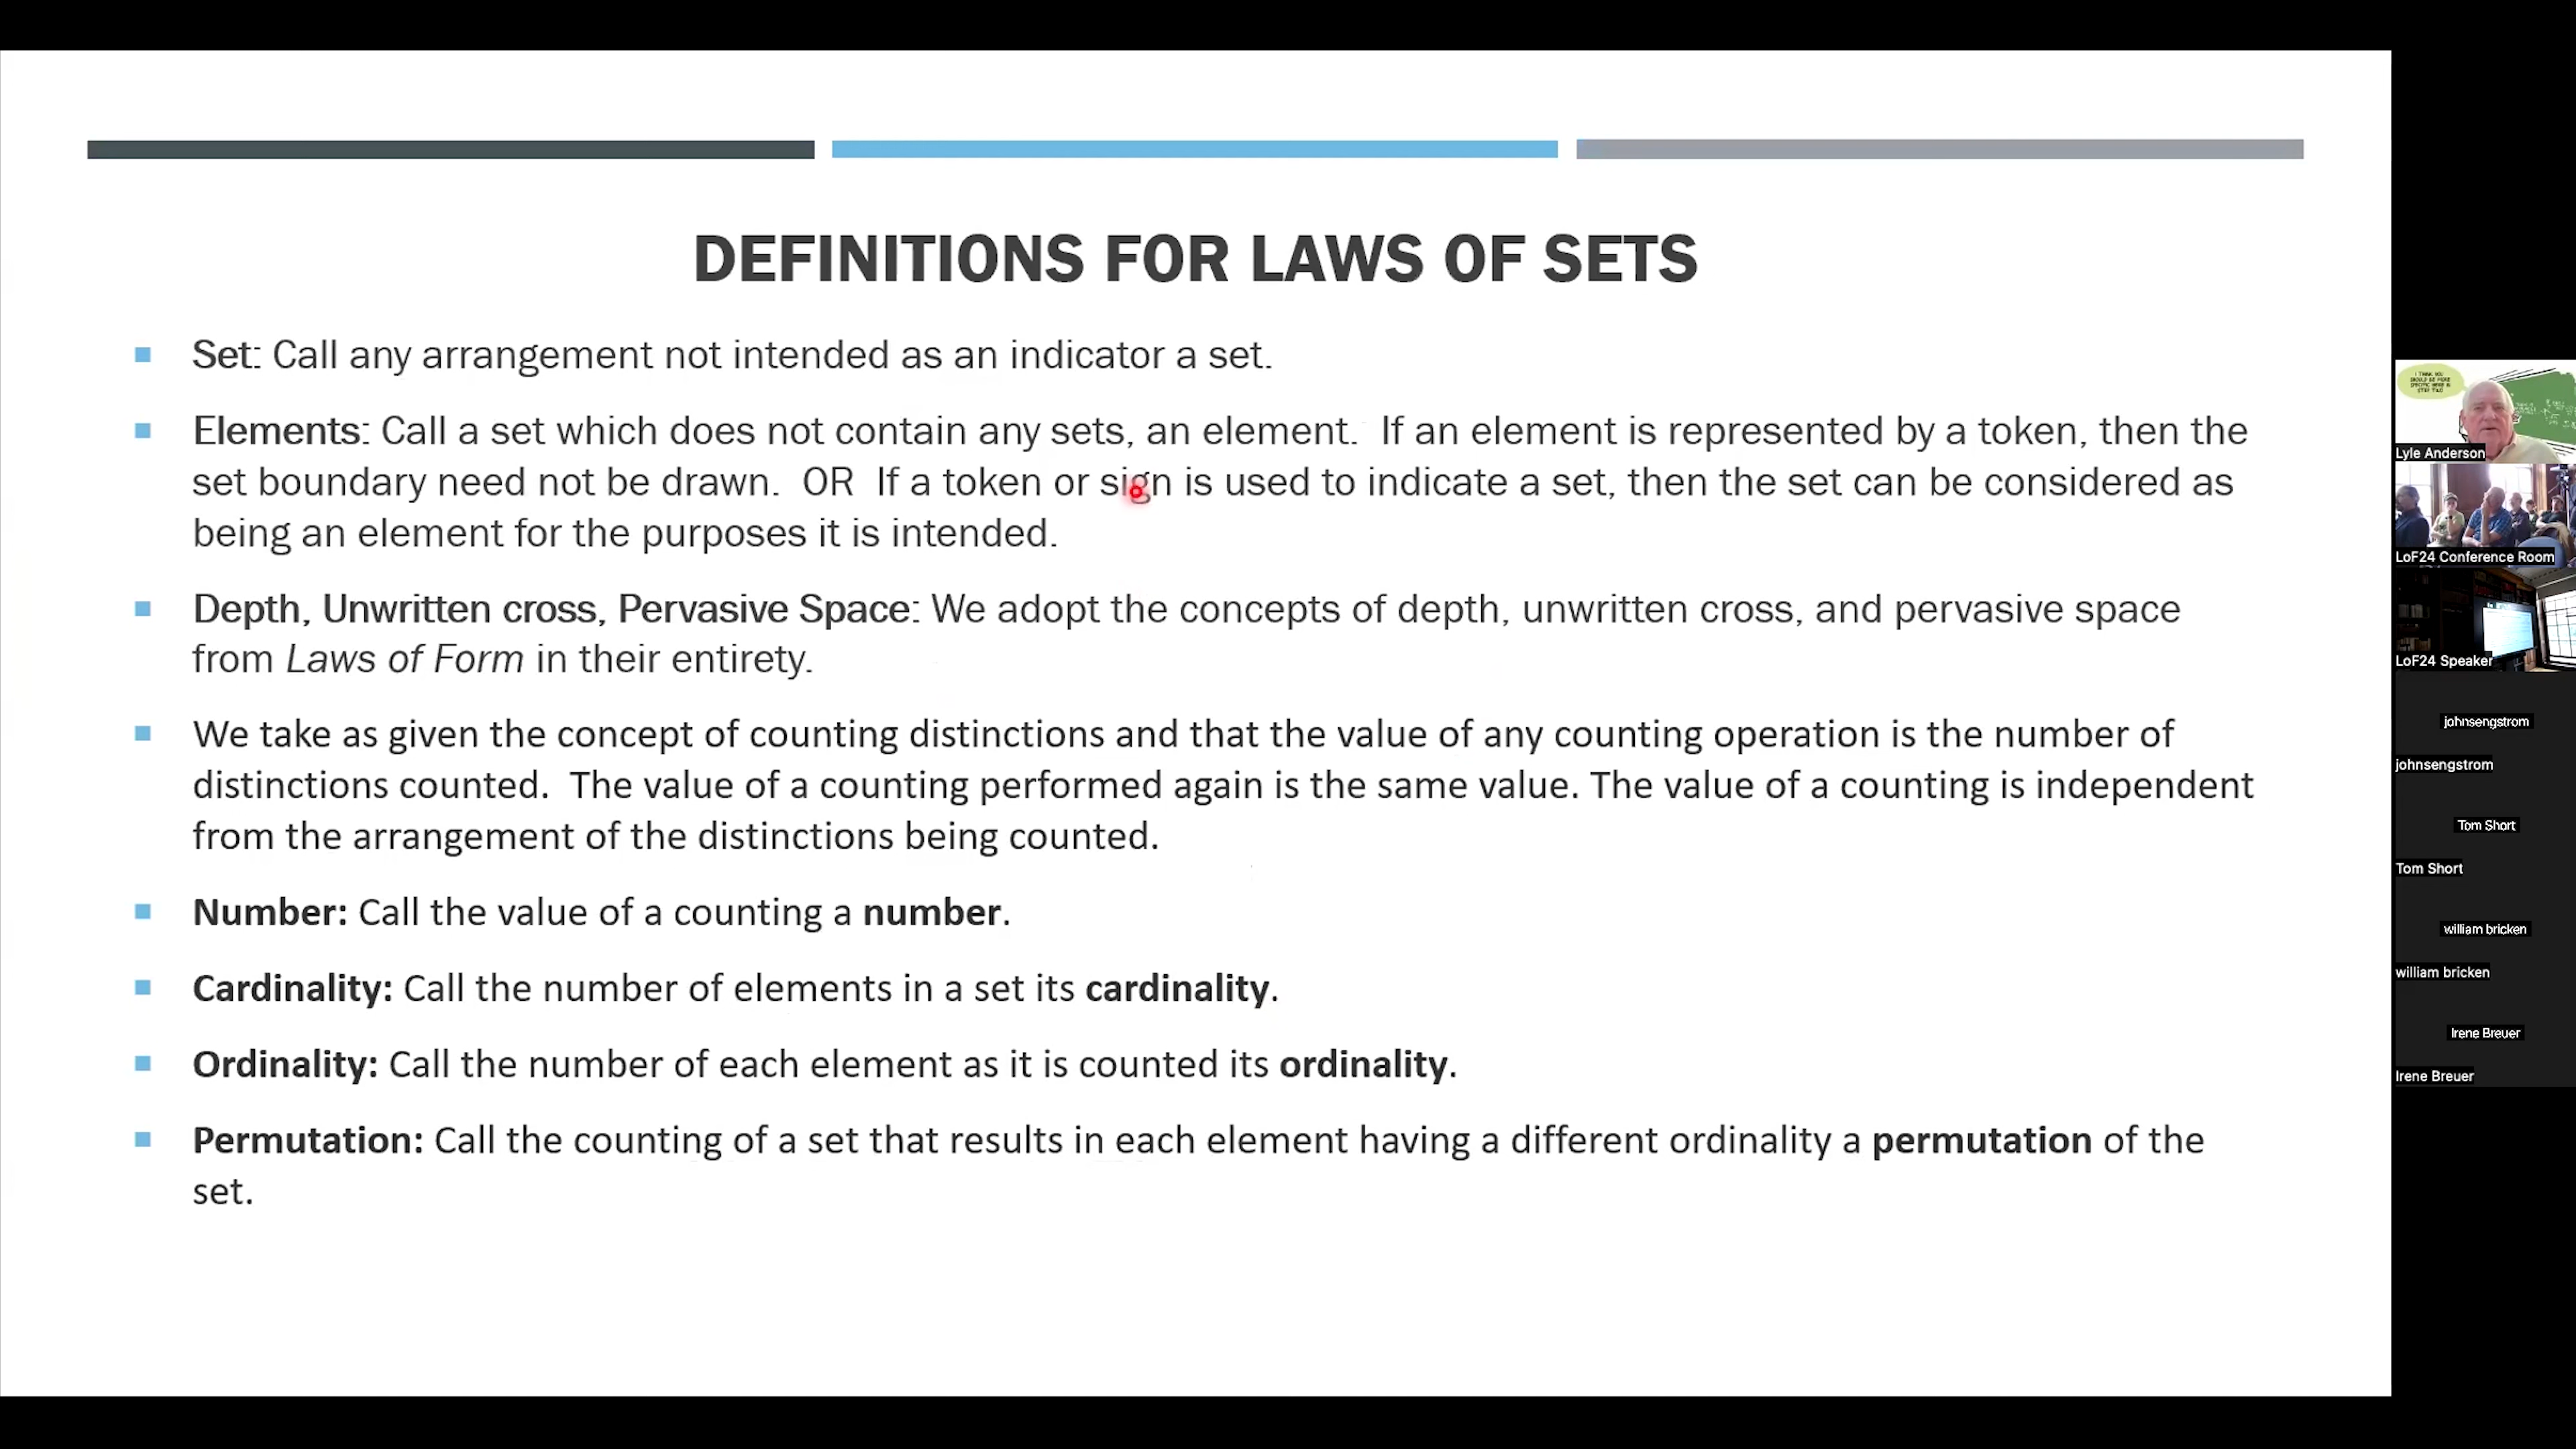 DEFINITIONS FOR LAWS OF SETS
Set: Call any arrangement not intended as an indicator a set.
Elements: Call a set which does not contain any sets, an element. If an element is represented by a token, then the
set boundary need not be drawn. OR If a token or sign is used to indicate a set, then the set can be considered as
being an element for the purposes it is intended.
Depth, Unwritten cross, Pervasive Space: We adopt the concepts of depth, unwritten cross, and pervasive space
from Laws of Form in their entirety.
We take as given the concept of counting distinctions and that the value of any counting operation is the number of
distinctions counted. The value of a counting performed again is the same value. The value of a counting is independent
from the arrangement of the distinctions being counted.
Number: Call the value of a counting a number.
Cardinality: Call the number of elements in a set its cardinality.
Ordinality: Call the number of each element as it is counted its ordinality.
Permutation: Call the counting of a set that results in each element having a different ordinality a permutation of the
set.
I THINK YOU
SHOULD BE MORE
SPECIFIC HERE IN
STEP TWO
Lyle Anderson
LoF24 Conference Room
LoF24 Speaker
johnsengstrom
johnsengstrom
Tom Short
Tom Short
william bricken
william bricken
Irene Breuer
Irene Breuer